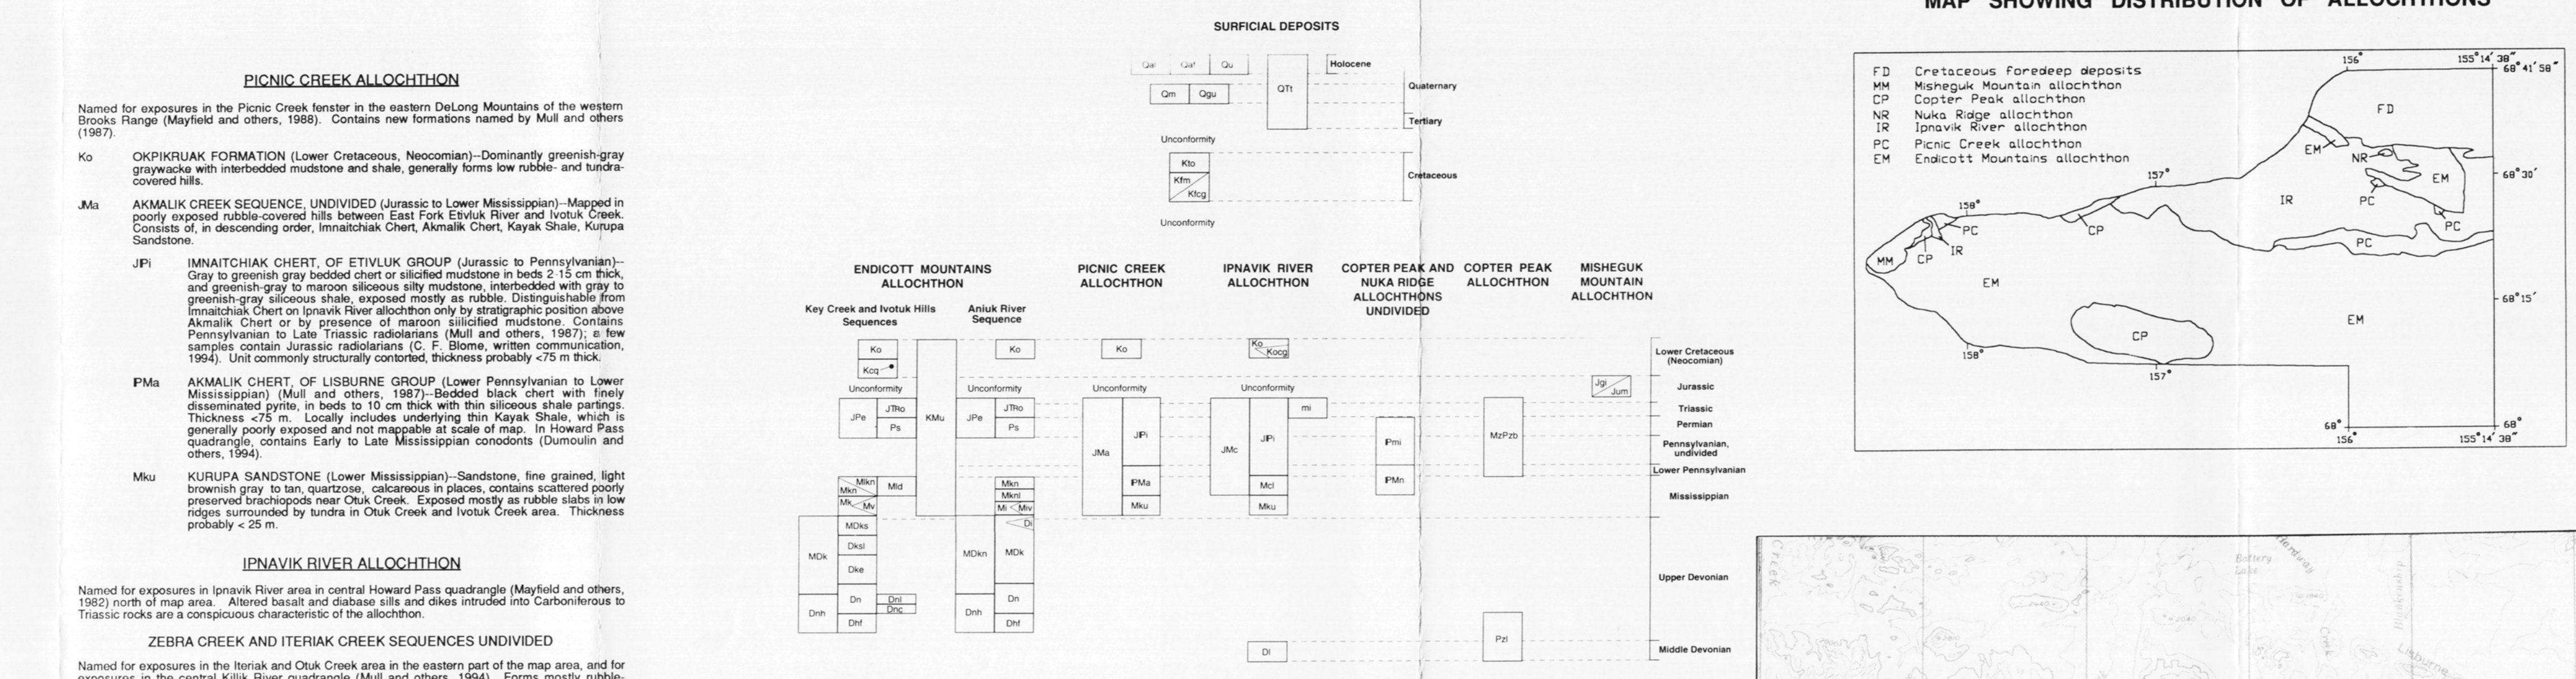 PICNIC CREEK ALLOCHTHON
Named for exposures in the Picnic Creek fenster in the eastern DeLong Mountains of the western
Brooks Range (Mayfield and others, 1988). Contains new formations named by Mull and others
(1987).
Ko OKPIKRUAK FORMATION (Lower Cretaceous, Neocomian)--Dominantly greenish-gray
graywacke with interbedded mudstone and shale, generally forms low rubble- and tundra-
covered hills.
JMa AKMALIK CREEK SEQUENCE, UNDIVIDED (Jurassic to Lower Mississippian)--Mapped in
poorly exposed rubble-covered hills between East Fork Etivluk River and Ivotuk Creek.
Consists of, in descending order, Imnaitchiak Chert, Akmalik Chert, Kayak Shale, Kurupa
Sandstone.
JPi IMNAITCHIAK CHERT, OF ETIVLUK GROUP (Jurassic to Pennsylvanian)--
Gray to greenish gray bedded chert or silicified mudstone in beds 2-15 cm thick,
and greenish-gray to maroon siliceous silty mudstone, interbedded with gray to
greenish-gray siliceous shale, exposed mostly as rubble. Distinguishable from
Imnaitchiak Chert on Ipnavik River allochthon only by stratigraphic position above
Akmalik Chert or by presence of maroon siilicified mudstone. Contains
Pennsylvanian to Late Triassic radiolarians (Mull and others, 1987); a few
samples contain Jurassic radiolarians (C. F. Blome, written communication,
1994). Unit commonly structurally contorted, thickness probably <75 m thick.
PMa AKMALIK CHERT, OF LISBURNE GROUP (Lower Pennsylvanian to Lower
Mississippian) (Mull and others, 1987)--Bedded black chert with finely
disseminated pyrite, in beds to 10 cm thick with thin siliceous shale partings.
Thickness <75 m. Locally includes underlying thin Kayak Shale, which is
generally poorly exposed and not mappable at scale of map. In Howard Pass
quadrangle, contains Early to Late Mississippian conodonts (Dumoulin and
others, 1994).
Mku KURUPA SANDSTONE (Lower Mississippian)--Sandstone, fine grained, light
brownish gray to tan, quartzose, calcareous in places, contains scattered poorly
preserved brachiopods near Otuk Creek. Exposed mostly as rubble slabs in low
ridges surrounded by tundra in Otuk Creek and Ivotuk Creek area. Thickness
probably < 25 m.
IPNAVIK RIVER ALLOCHTHON
Named for exposures in Ipnavik River area in central Howard Pass quadrangle (Mayfield and others,
1982) north of map area. Altered basalt and diabase sills and dikes intruded into Carboniferous to
Triassic rocks are a conspicuous characteristic of the allochthon.
ZEBRA CREEK AND ITERIAK CREEK SEQUENCES UNDIVIDED
Named for exposures in the Iteriak and Otuk Creek area in the eastern part of the map area, and for
exposures in the central Killik River quadrangle (Mull and others, 1994). Forms mostly rubble-
SURFICIAL DEPOSITS
Qal Qaf Qu QTt Holocene
Qm Qgu Quaternary
Tertiary
Unconformity
Kto
Kfm Kfcg Cretaceous
Unconformity
ENDICOTT MOUNTAINS
ALLOCHTHON
Key Creek and Ivotuk Hills
Sequences
Aniuk River
Sequence
PICNIC CREEK
ALLOCHTHON
IPNAVIK RIVER
ALLOCHTHON
COPTER PEAK AND
NUKA RIDGE
ALLOCHTHONS
UNDIVIDED
COPTER PEAK
ALLOCHTHON
MISHEGUK
MOUNTAIN
ALLOCHTHON
Ko Ko Ko Ko Kocg Lower Cretaceous
(Neocomian)
Kcg
Unconformity Unconformity Unconformity Unconformity Jgi Jum Jurassic
JPe JTRo KMu JPe JTRo mi Triassic
Ps Ps Permian
JMa JPi JMc JPi Pmi MzPzb Pennsylvanian,
undivided
Lower Pennsylvanian
Mlkn Mkn Mld Mkn PMa Mcl PMn
Mknl Mississippian
Mk Mv Mi Miv Mku Mku
MDks Di
MDk Dksl MDkn MDk
Dke Upper Devonian
Dn Dnl Dn
Dnh Dnc Dnh
Dhf Dhf Pzl
Dl Middle Devonian
MAP SHOWING DISTRIBUTION OF ALLOCHTHONS
FD Cretaceous foredeep deposits
MM Misheguk Mountain allochthon
CP Copter Peak allochthon
NR Nuka Ridge allochthon
IR Ipnavik River allochthon
PC Picnic Creek allochthon
EM Endicott Mountains allochthon
156° 155°14'38"
68°41'58"
FD
EM NR
157° EM 68°30'
IR PC
158°
PC CP PC
IR PC
MM CP
EM 68°15'
EM
CP
158°
157°
68° 68°
156° 155°14'38"
Creek
Battery
Lake
Blankenship
Creek
Lisburne